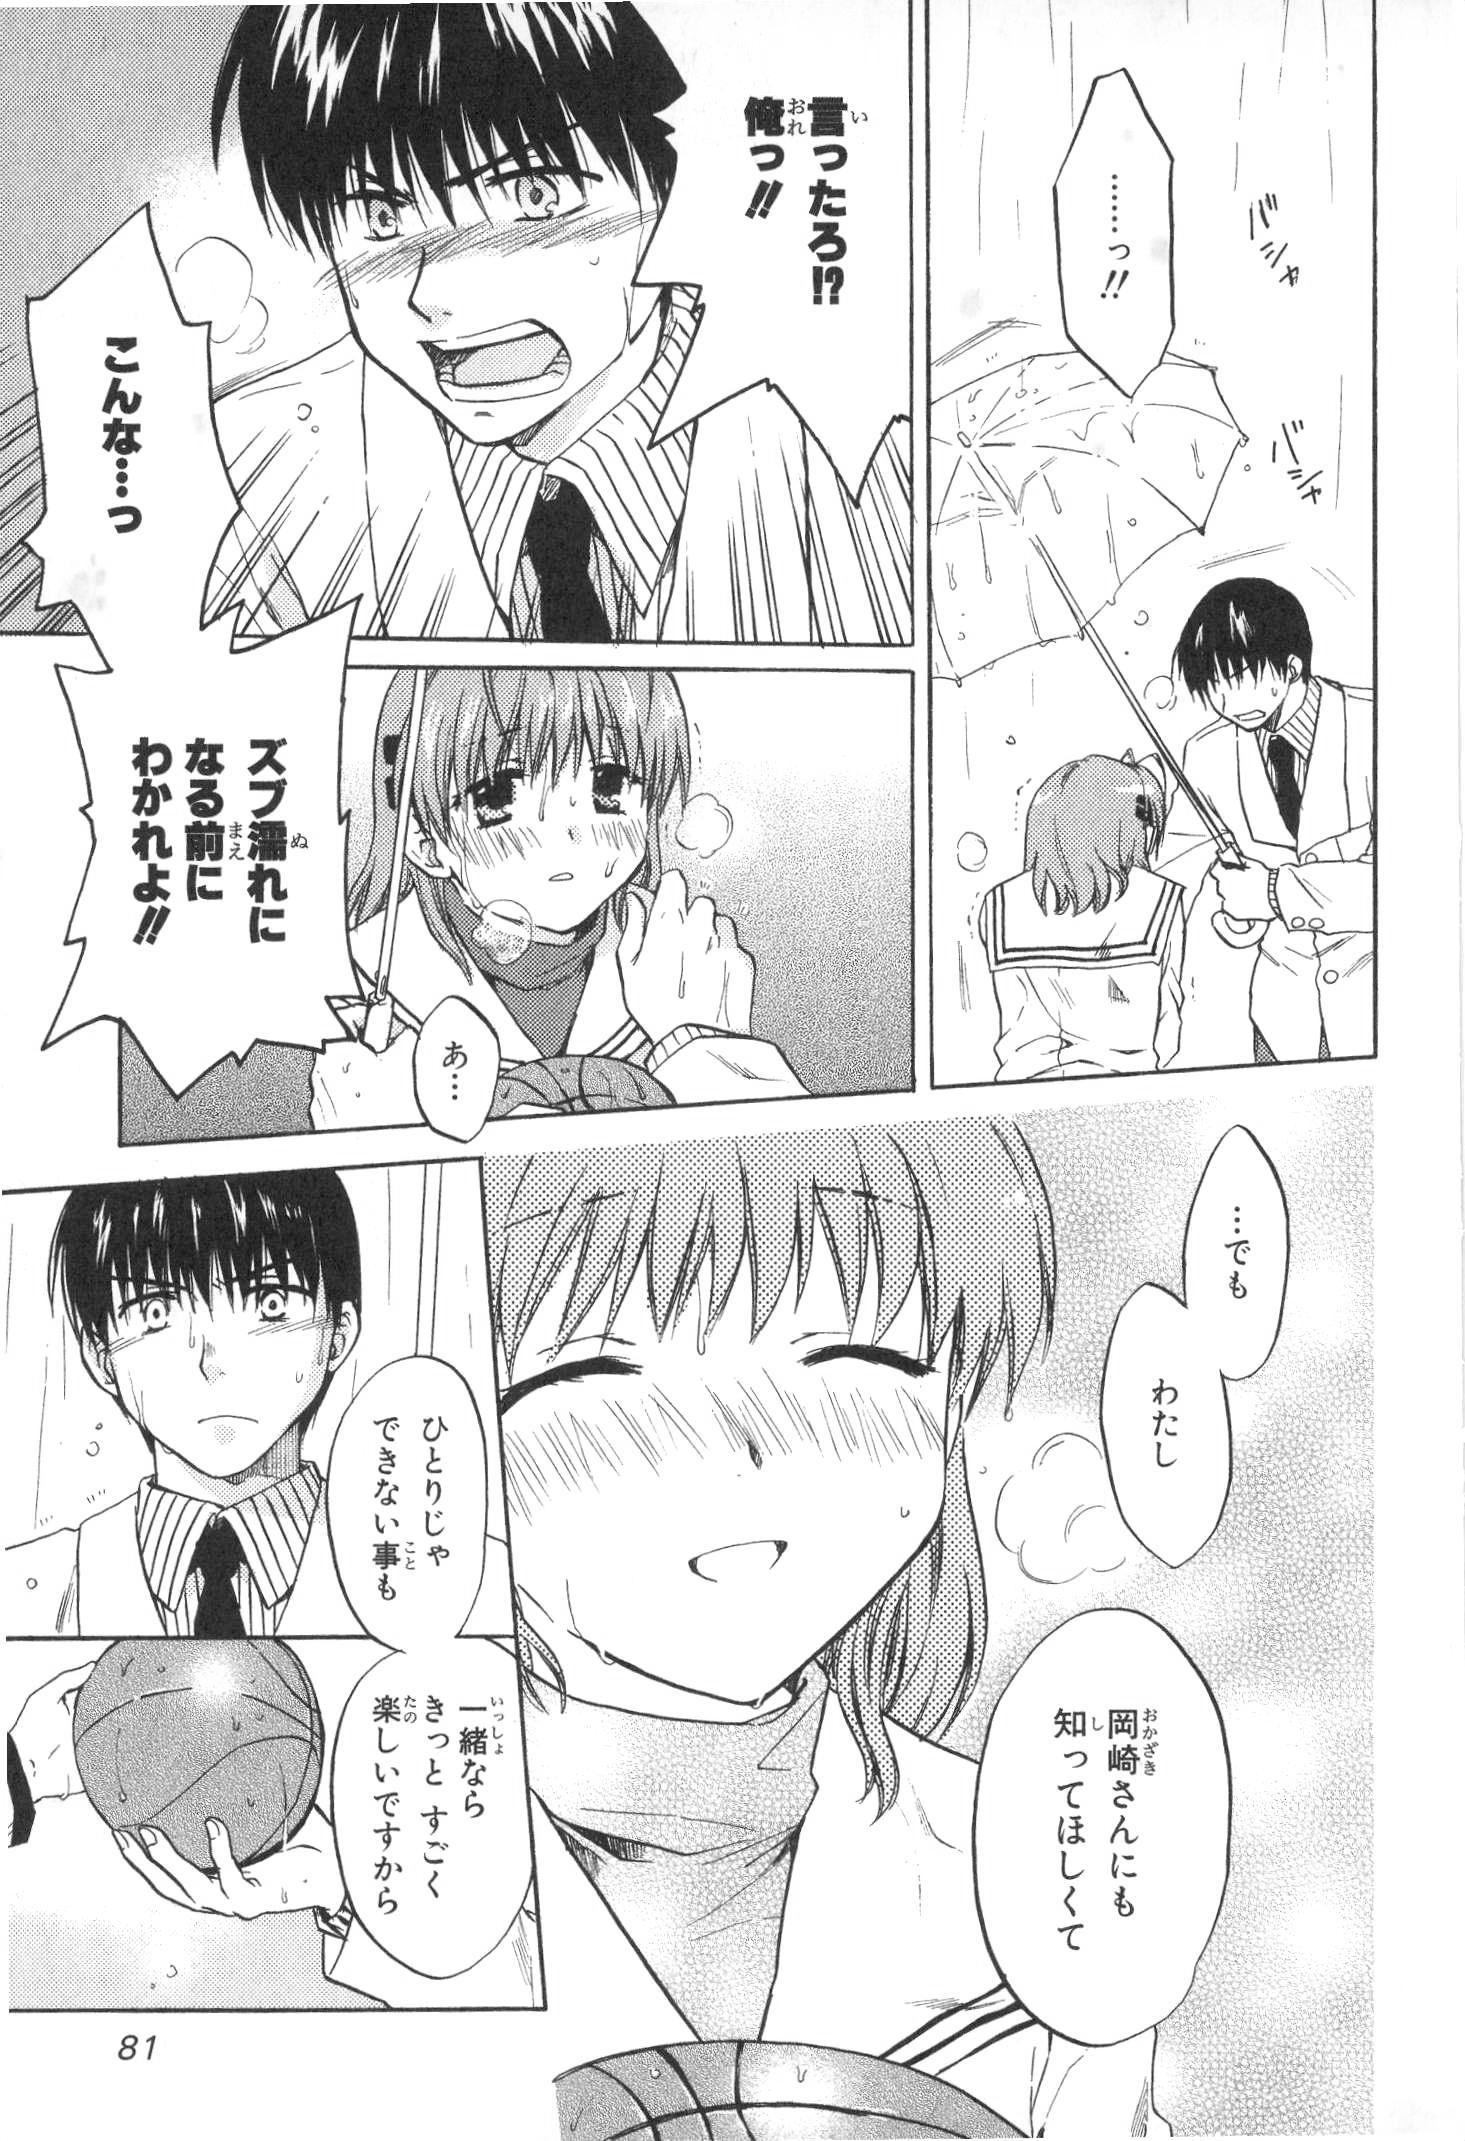 ……っ!!
バシャ
バシャ
言ったろ!?
俺っ!!
こんな…っ
ズブ濡れに
なる前に
わかれよ!!
あ…
…でも
わたし
岡崎さんにも
知ってほしくて
ひとりじゃ
できない事も
一緒なら
きっと すごく
楽しいですから
81